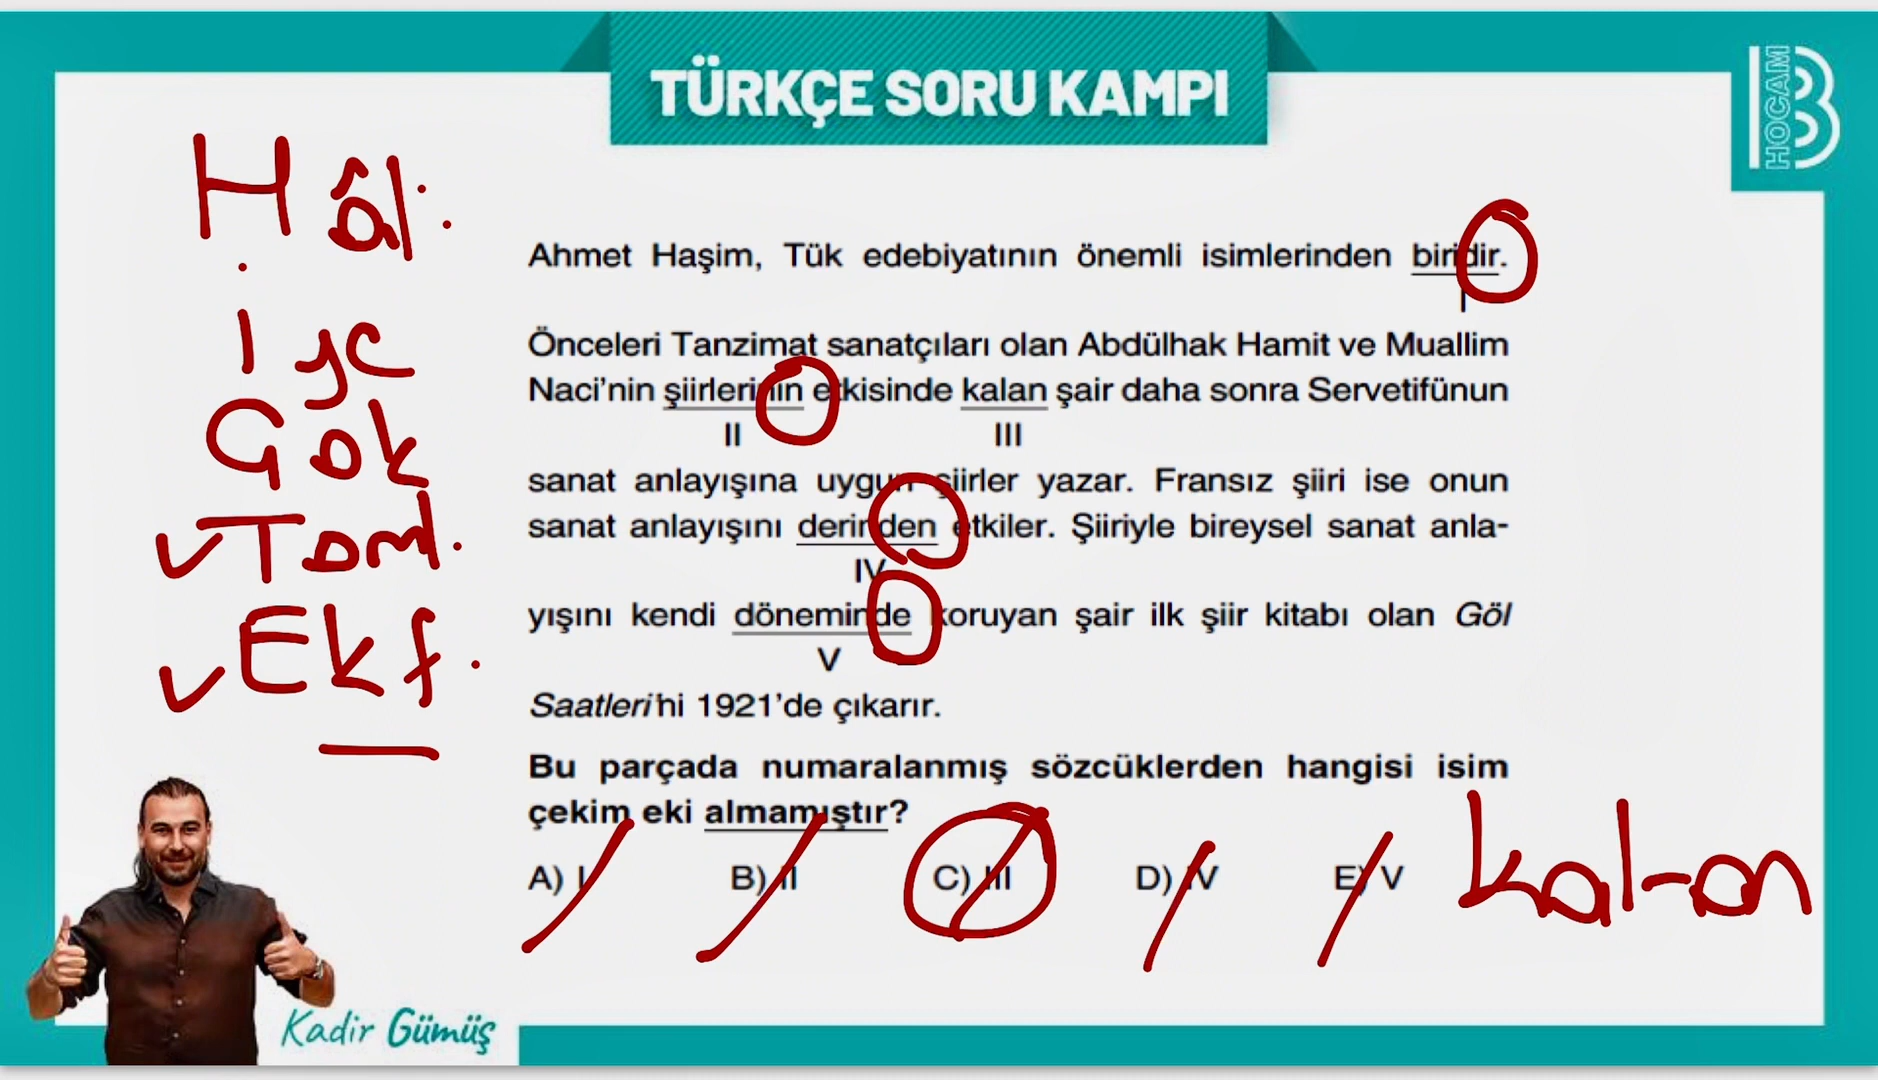 TÜRKÇE SORU KAMPI
HOCAM
Hâl.
İyc
Gok
Taml.
Ekf.
Ahmet Haşim, Tük edebiyatının önemli isimlerinden biridir.
I
Önceleri Tanzimat sanatçıları olan Abdülhak Hamit ve Muallim
Naci'nin şiirlerinin etkisinde kalan şair daha sonra Servetifünun
II III
sanat anlayışına uygun şiirler yazar. Fransız şiiri ise onun
sanat anlayışını derinden etkiler. Şiiriyle bireysel sanat anla-
IV
yışını kendi döneminde koruyan şair ilk şiir kitabı olan Göl
V
Saatleri'hi 1921'de çıkarır.
Bu parçada numaralanmış sözcüklerden hangisi isim
çekim eki almamıştır?
A) I B) II C) III D) IV E) V
kal-an
Kadir Gümüş